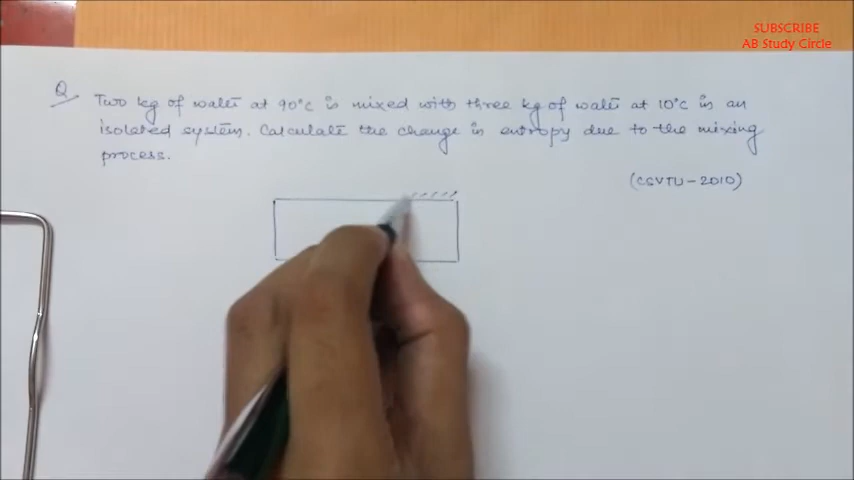 SUBSCRIBE
AB Study Circle
Q Two kg of water at 90°c is mixed with three kg of water at 10°c in an
isolated system. Calculate the change in entropy due to the mixing
process.
(CSVTU-2010)